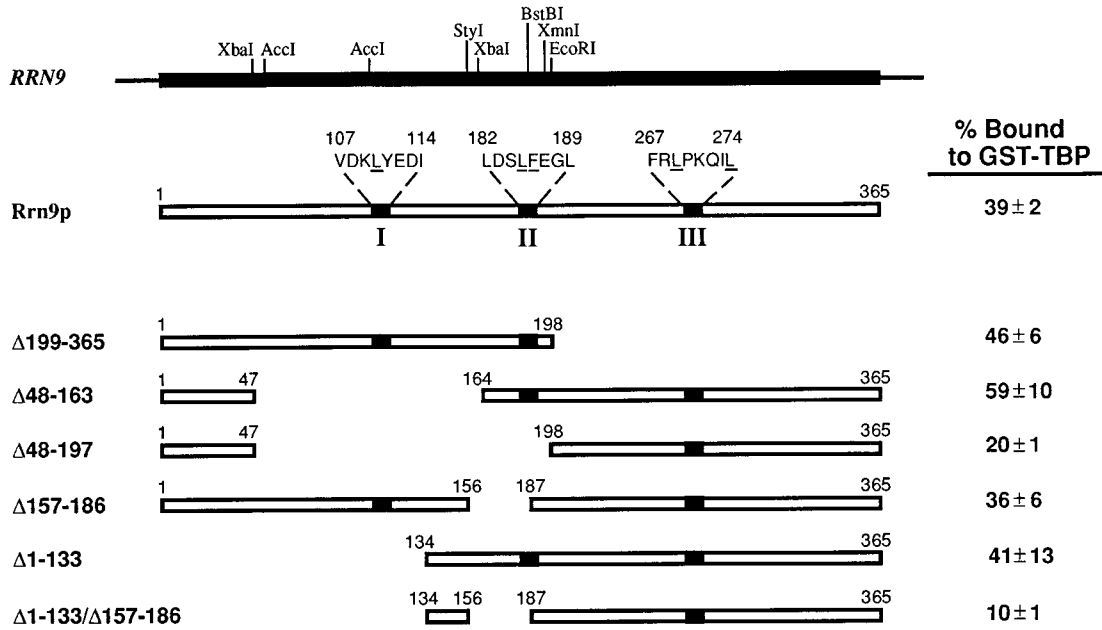 BstBI
StyI XmnI
XbaI AccI AccI XbaI EcoRI
RRN9
% Bound
to GST-TBP
107 114 182 189 267 274
VDKLYEDI LDSLFEGL FRLPKQIL
1 365
Rrn9p 39±2
I II III
1 198
Δ199-365 46±6
1 47 164 365
Δ48-163 59±10
1 47 198 365
Δ48-197 20±1
1 156 187 365
Δ157-186 36±6
134 365
Δ1-133 41±13
134 156 187 365
Δ1-133/Δ157-186 10±1